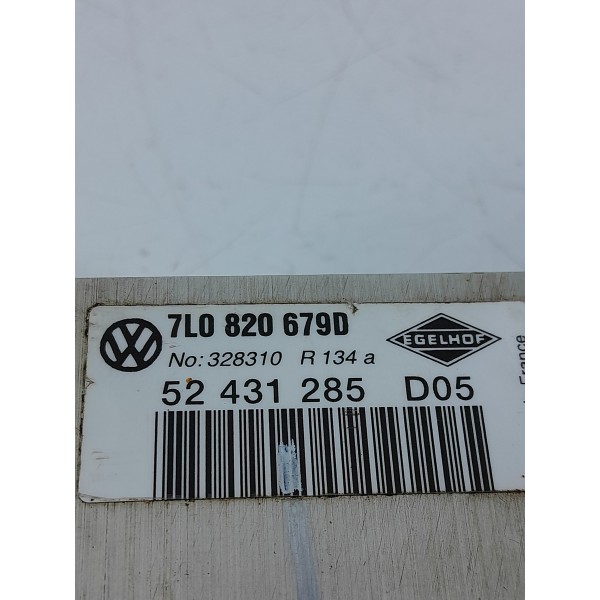 7L0 820 679D
EGELHOF
No: 328310 R 134 a
52 431 285 D05
France